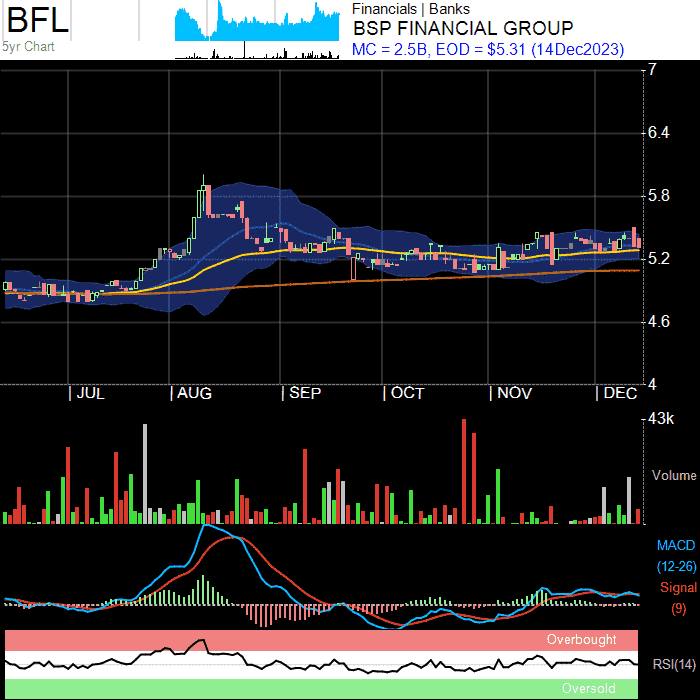 BFL
5yr Chart
Financials | Banks
BSP FINANCIAL GROUP
MC = 2.5B, EOD = $5.31 (14Dec2023)
7
6.4
5.8
5.2
4.6
4
JUL AUG SEP OCT NOV DEC
43k
Volume
MACD
(12-26)
Signal
(9)
Overbought
RSI(14)
Oversold